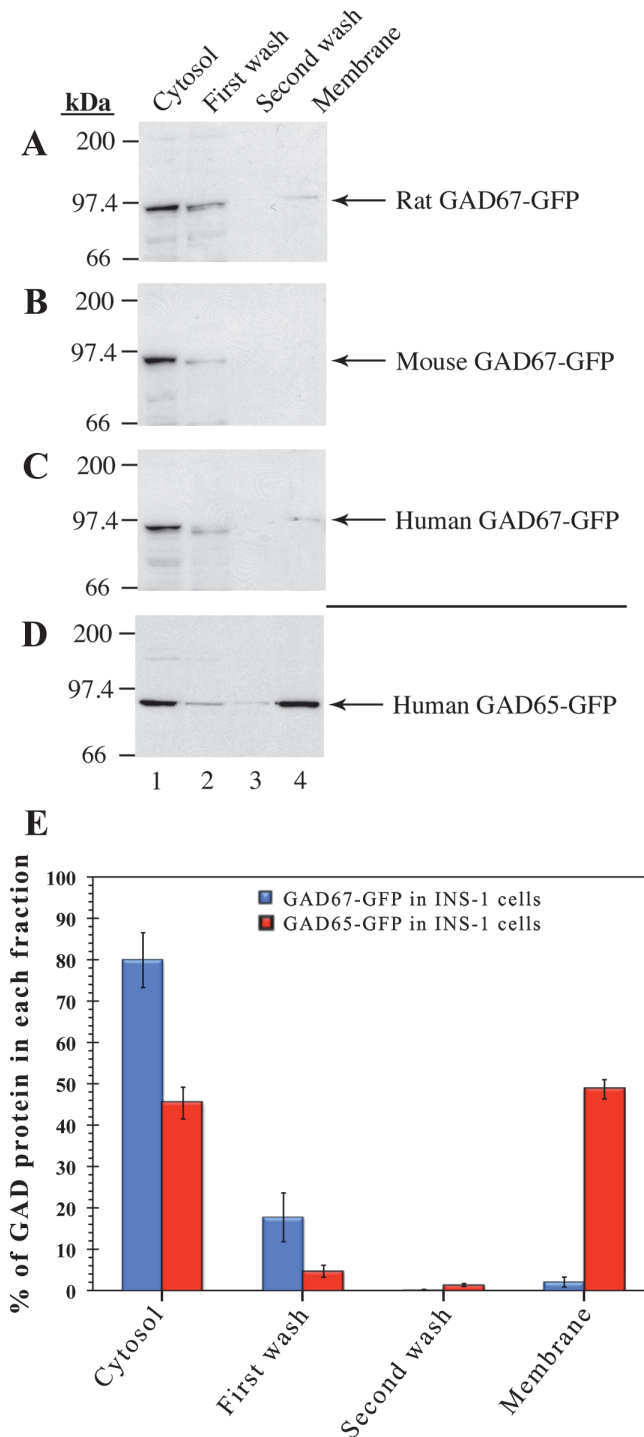 Cytosol
First wash
Second wash
Membrane
kDa
A
200
97.4
66
Rat GAD67-GFP
B
200
97.4
66
Mouse GAD67-GFP
C
200
97.4
66
Human GAD67-GFP
D
200
97.4
66
Human GAD65-GFP
1 2 3 4
E
% of GAD protein in each fraction
100
90
80
70
60
50
40
30
20
10
0
GAD67-GFP in INS-1 cells
GAD65-GFP in INS-1 cells
Cytosol
First wash
Second wash
Membrane